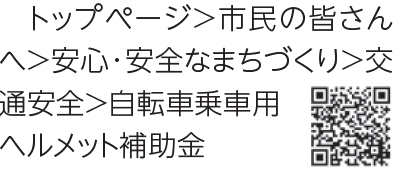 トップページ＞市民の皆さん
へ＞安心・安全なまちづくり＞交
通安全＞自転車乗車用
ヘルメット補助金